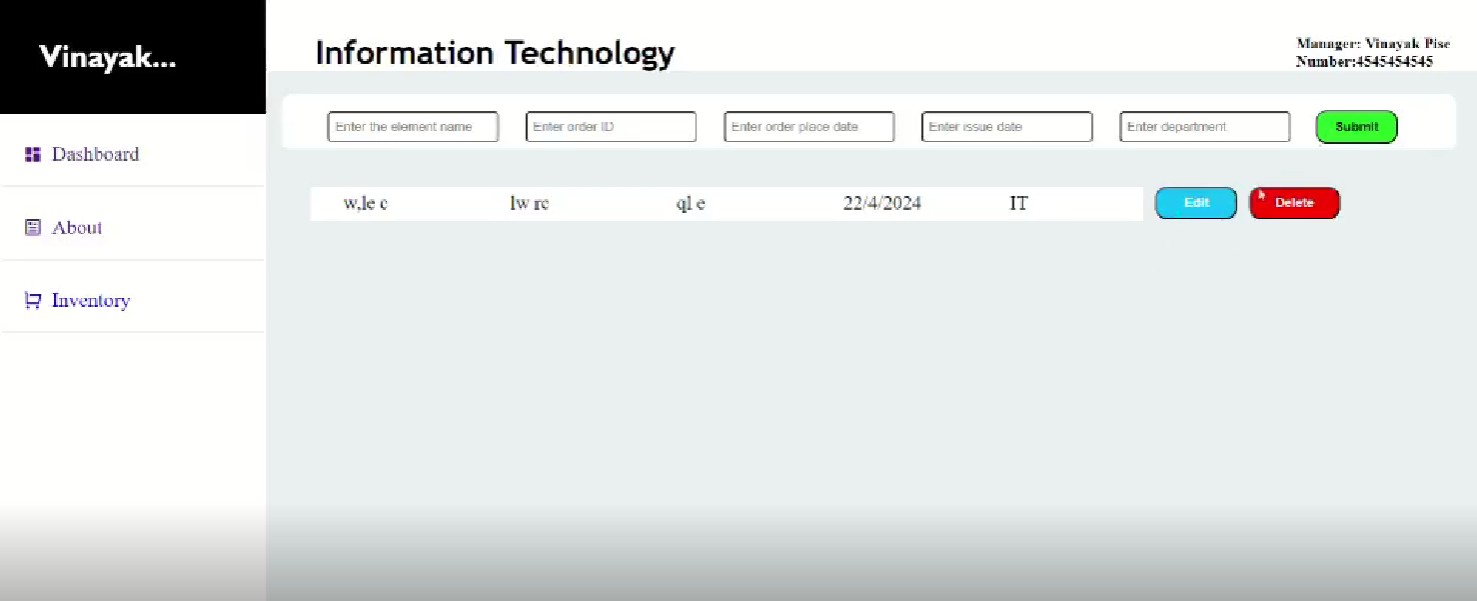 Vinayak...
Information Technology
Manager: Vinayak Pise
Number:4545454545
Enter the element name Enter order ID Enter order place date Enter issue date Enter department Submit
Dashboard
w,le c lw rc ql e 22/4/2024 IT Edit Delete
About
Inventory